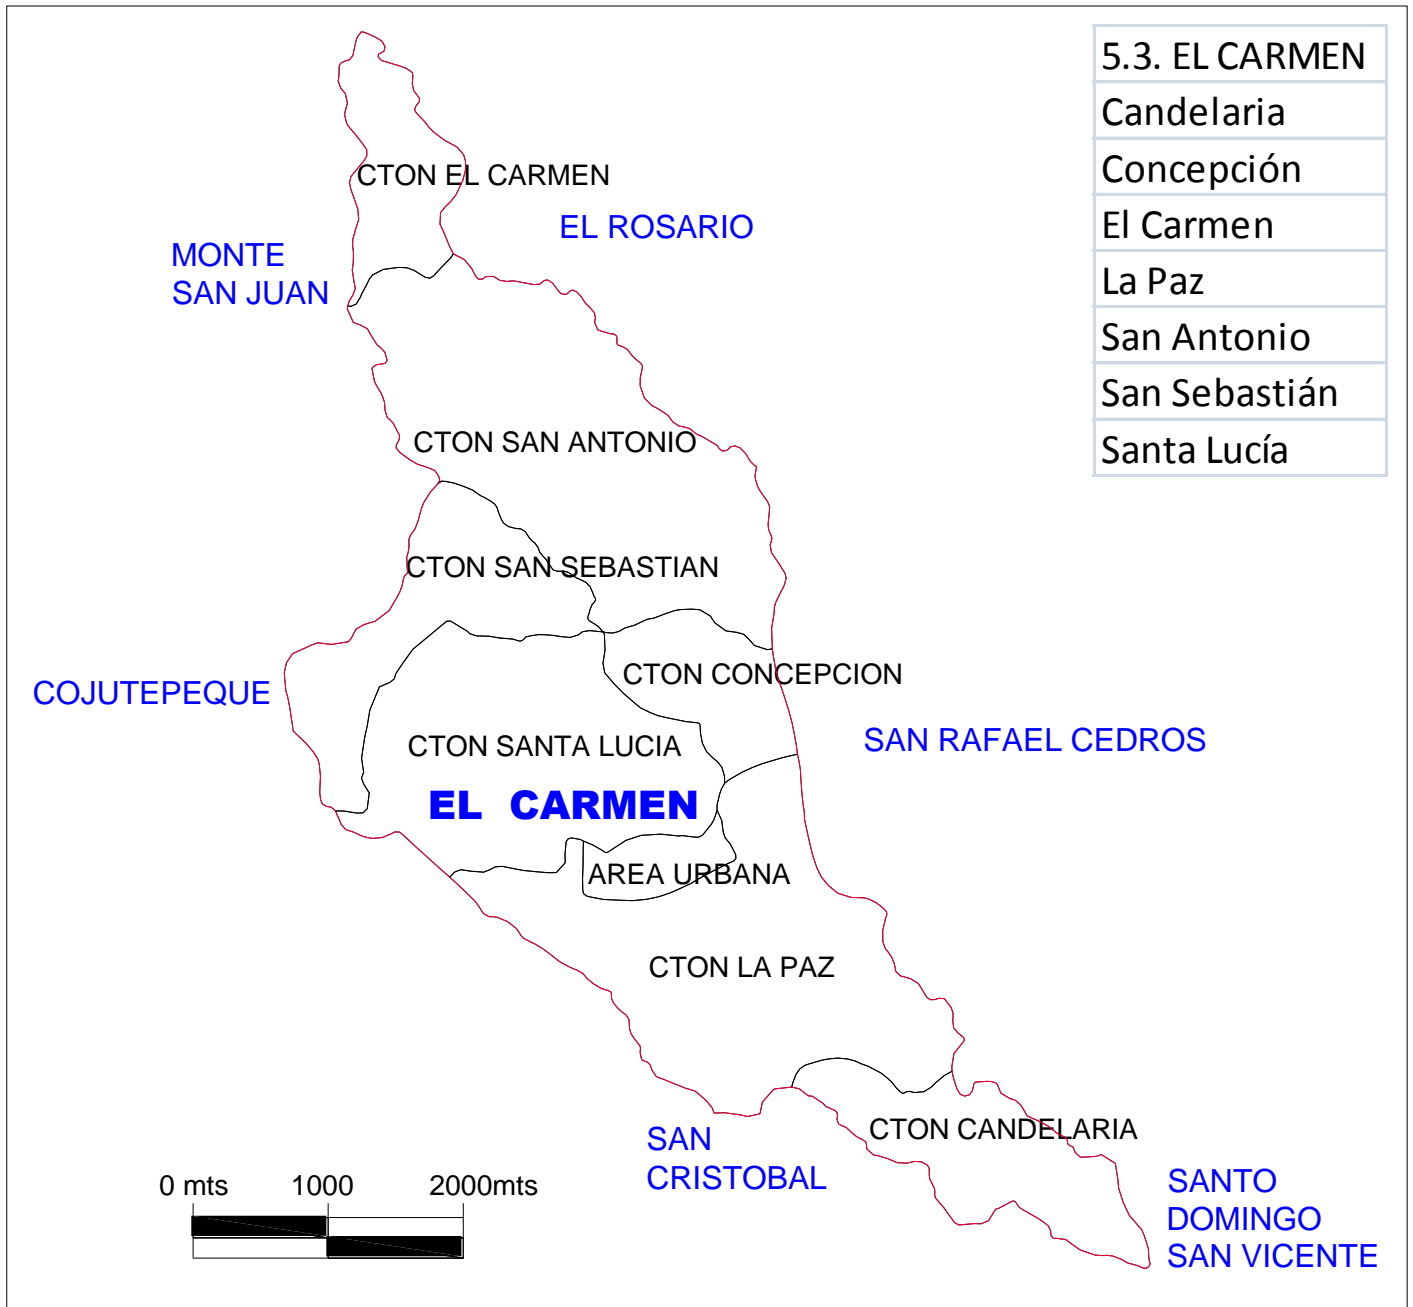 5.3. EL CARMEN
Candelaria
Concepción
El Carmen
La Paz
San Antonio
San Sebastián
Santa Lucía
CTON EL CARMEN
EL ROSARIO
MONTE
SAN JUAN
CTON SAN ANTONIO
CTON SAN SEBASTIAN
CTON CONCEPCION
COJUTEPEQUE
SAN RAFAEL CEDROS
CTON SANTA LUCIA
EL CARMEN
AREA URBANA
CTON LA PAZ
CTON CANDELARIA
SAN
CRISTOBAL
SANTO
DOMINGO
SAN VICENTE
0 mts 1000 2000mts